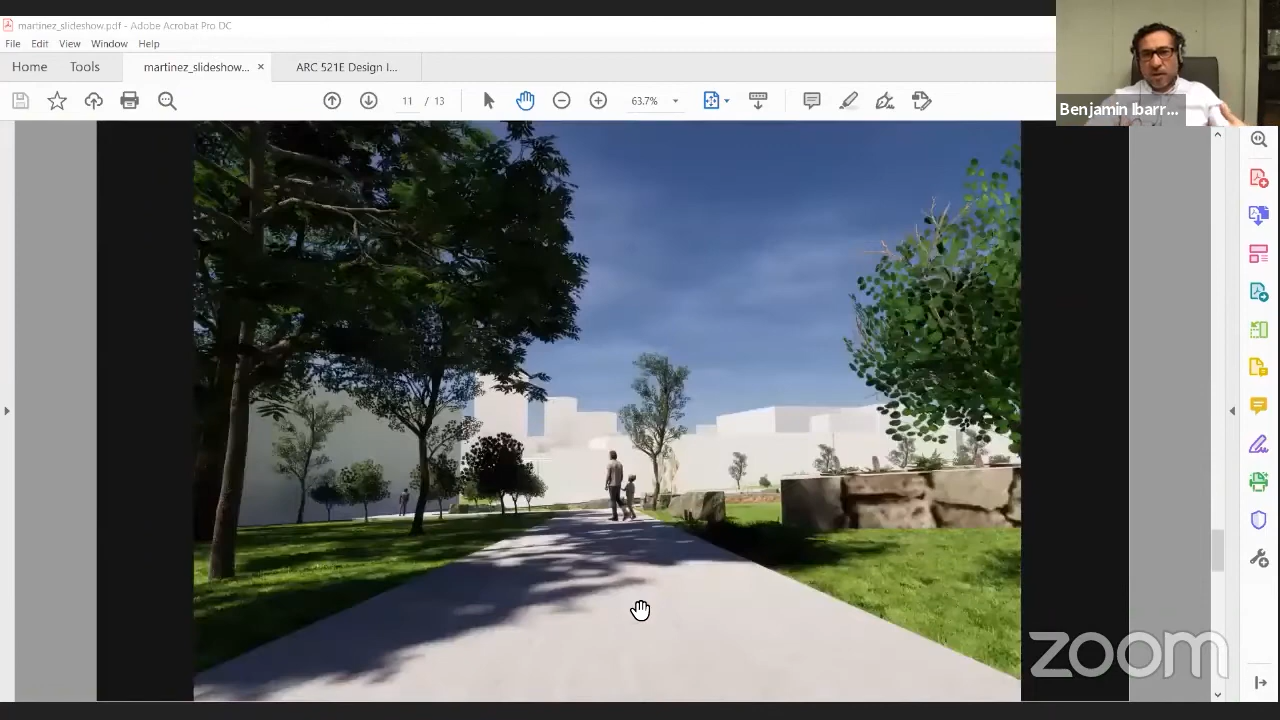 martinez_slideshow.pdf - Adobe Acrobat Pro DC
File Edit View Window Help
Home Tools martinez_slideshow... × ARC 521E Design I...
11 / 13 63.7%
Benjamin Ibarr...
zoom